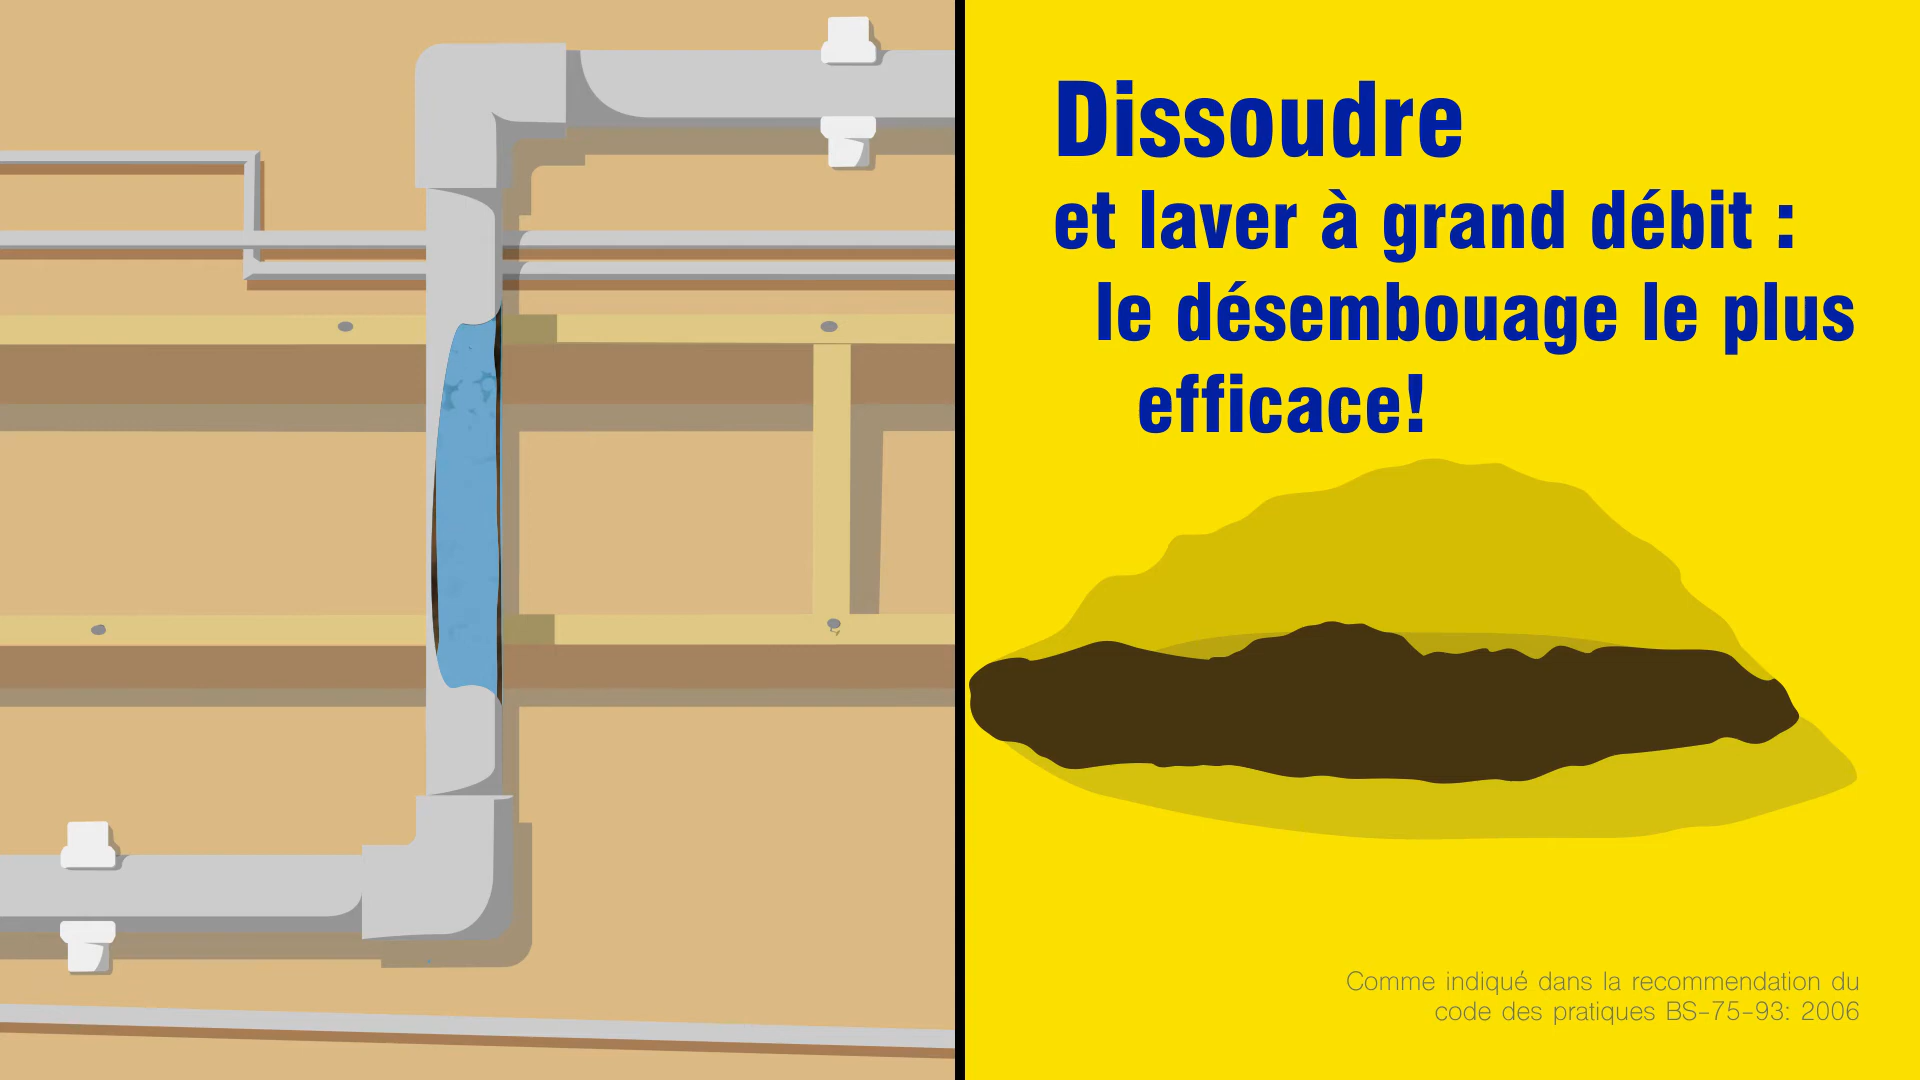 Dissoudre
et laver à grand débit :
le désembouage le plus
efficace!
Comme indiqué dans la recommendation du
code des pratiques BS-75-93: 2006